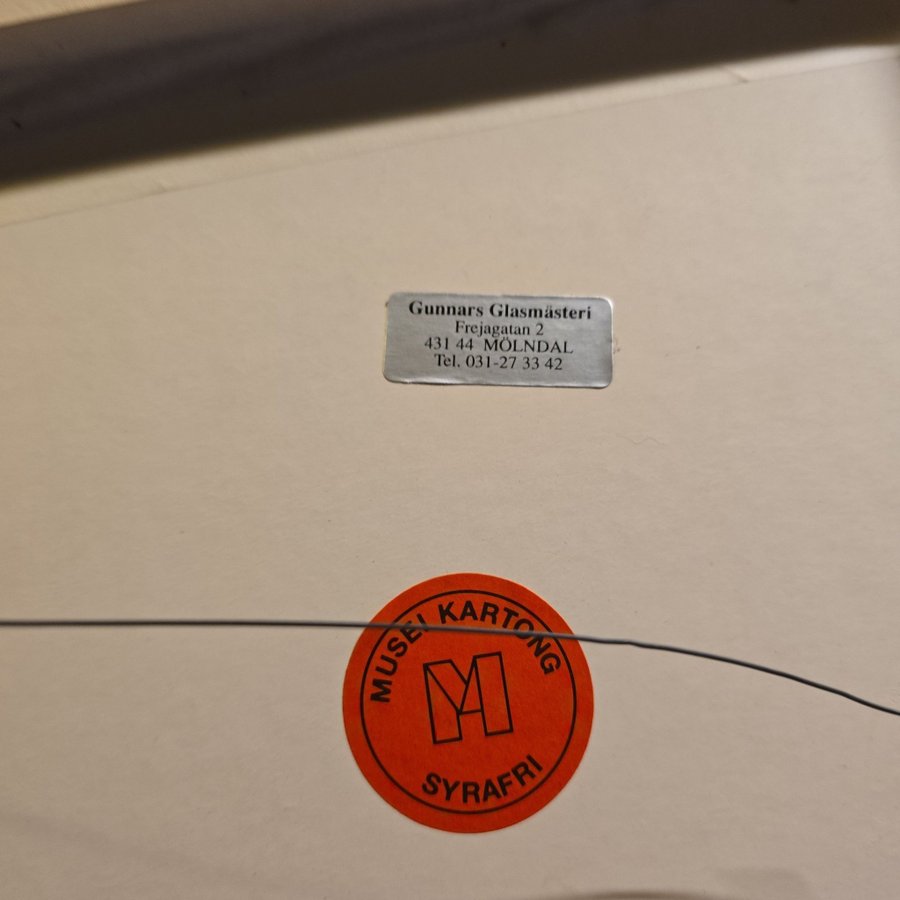 Gunnars Glasmästeri
Frejagatan 2
431 44 MÖLNDAL
Tel. 031-27 33 42
MUSEI KARTONG
M
SYRAFRI